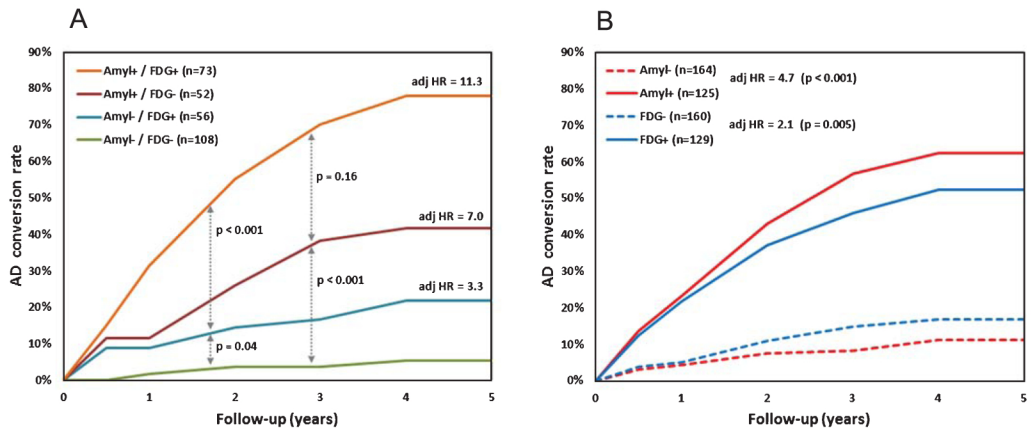 A
90%
80%
70%
60%
50%
40%
30%
20%
10%
0%
AD conversion rate
Amyl+ / FDG+ (n=73)
Amyl+ / FDG- (n=52)
Amyl- / FDG+ (n=56)
Amyl- / FDG- (n=108)
adj HR = 11.3
p = 0.16
p < 0.001
adj HR = 7.0
p < 0.001
adj HR = 3.3
p = 0.04
0 1 2 3 4 5
Follow-up (years)
B
90%
80%
70%
60%
50%
40%
30%
20%
10%
0%
AD conversion rate
Amyl- (n=164)
Amyl+ (n=125)
FDG- (n=160)
FDG+ (n=129)
adj HR = 4.7 (p < 0.001)
adj HR = 2.1 (p = 0.005)
0 1 2 3 4 5
Follow-up (years)